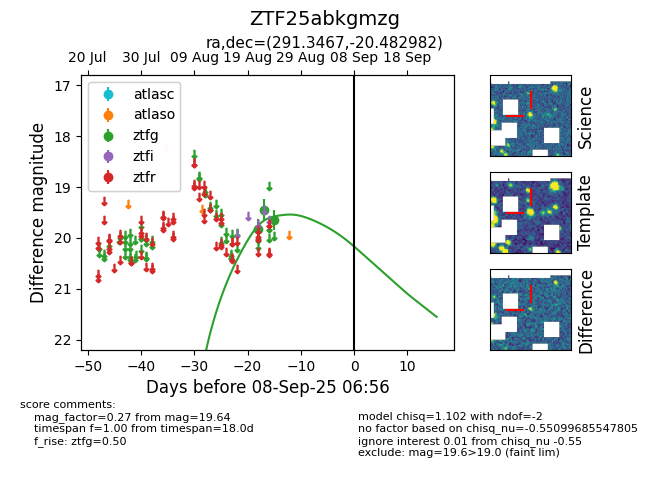 ZTF25abkgmzg
ra,dec=(291.3467,-20.482982)
20 Jul 30 Jul 09 Aug 19 Aug 29 Aug 08 Sep 18 Sep
atlasc
atlaso
ztfg
ztfi
ztfr
17
18
19
20
21
22
Difference magnitude
−50 −40 −30 −20 −10 0 10
Days before 08-Sep-25 06:56
Science
Template
Difference
score comments:
mag_factor=0.27 from mag=19.64
timespan f=1.00 from timespan=18.0d
f_rise: ztfg=0.50
model chisq=1.102 with ndof=-2
no factor based on chisq_nu=-0.55099685547805
ignore interest 0.01 from chisq_nu -0.55
exclude: mag=19.6>19.0 (faint lim)